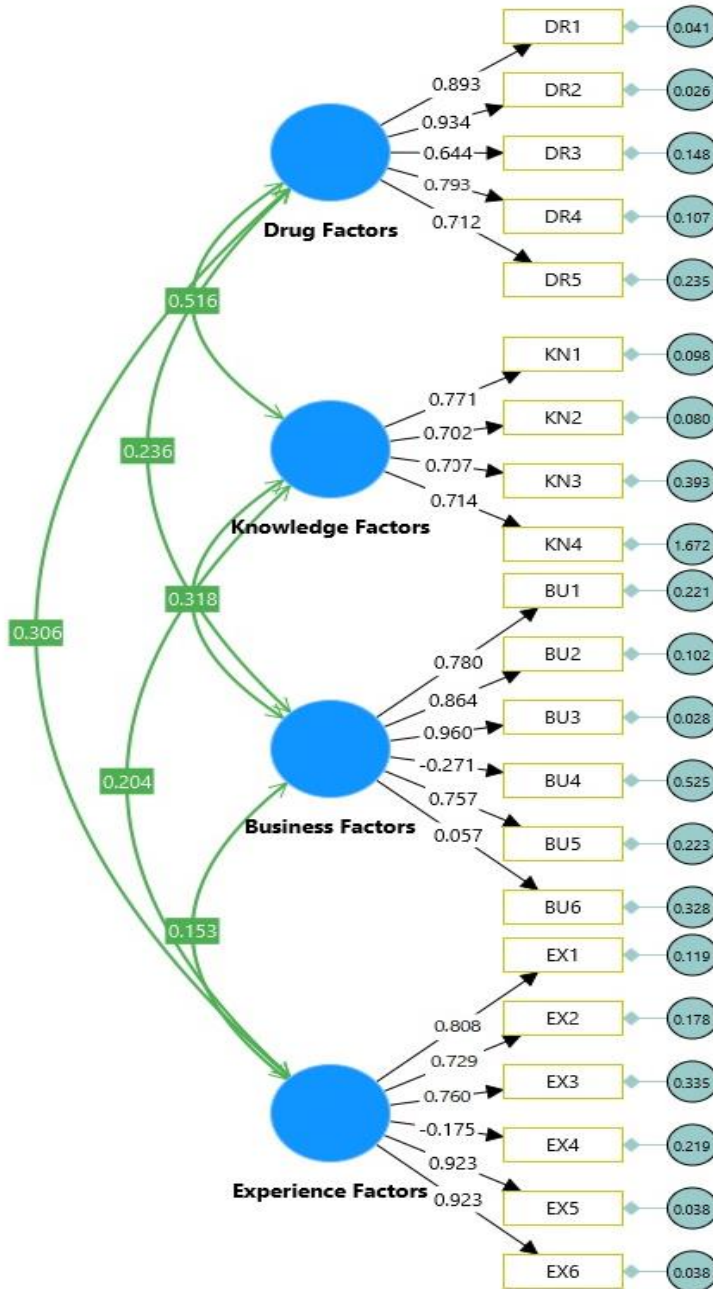 DR1 0.041
0.893
DR2 0.026
0.934
0.644 DR3 0.148
0.793
DR4 0.107
0.712
Drug Factors
DR5 0.235
0.516
KN1 0.098
0.771
KN2 0.080
0.702
0.236
0.707 KN3 0.393
0.714
Knowledge Factors
KN4 1.672
BU1 0.221
0.318
0.306
0.780
BU2 0.102
0.864
0.960 BU3 0.028
-0.271
0.204 BU4 0.525
0.757
Business Factors
0.057 BU5 0.223
BU6 0.328
0.153
EX1 0.119
0.808
EX2 0.178
0.729
0.760 EX3 0.335
-0.175
EX4 0.219
0.923
Experience Factors
0.923 EX5 0.038
EX6 0.038